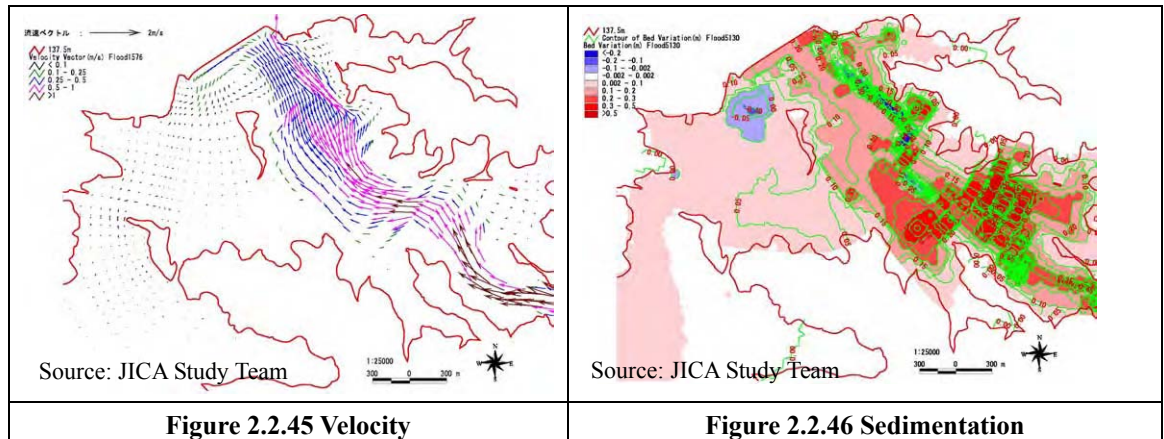 流速ベクトル : 2m/s
137.5m
Velocity Vector(m/s) Flood1576
< 0.1
0.1 - 0.25
0.25 - 0.5
0.5 - 1
>1
Source: JICA Study Team
1:25000
300 0 300 m
N
W E
S
Figure 2.2.45 Velocity
137.5m
Contour of Bed Variation(m) Flood5130
Bed Variation(m) Flood5130
<-0.2
-0.2 - -0.1
-0.1 - -0.002
-0.002 - 0.002
0.002 - 0.1
0.1 - 0.2
0.2 - 0.3
0.3 - 0.5
>0.5
Source: JICA Study Team
1:25000
300 0 300 m
N
W E
S
Figure 2.2.46 Sedimentation